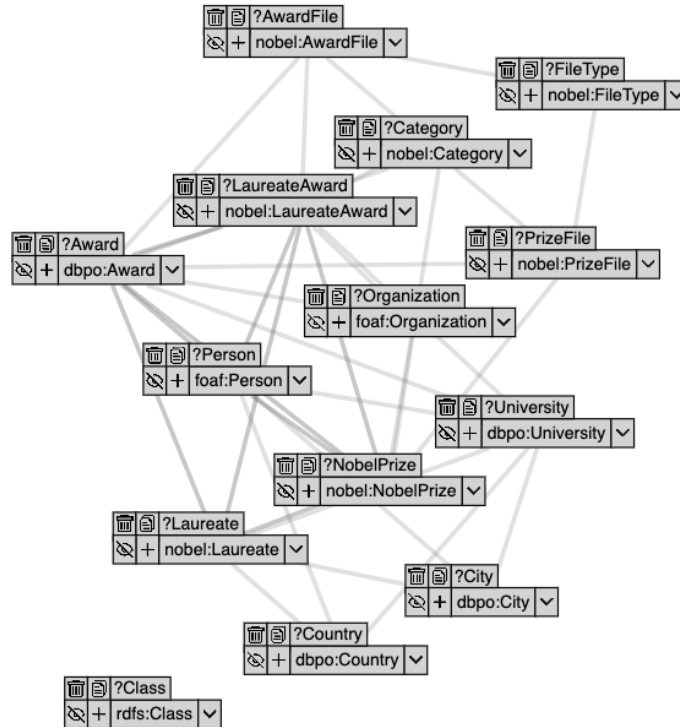 ?AwardFile
nobel:AwardFile
?FileType
nobel:FileType
?Category
nobel:Category
?LaureateAward
nobel:LaureateAward
?Award
dbpo:Award
?PrizeFile
nobel:PrizeFile
?Organization
foaf:Organization
?Person
foaf:Person
?University
dbpo:University
?NobelPrize
nobel:NobelPrize
?Laureate
nobel:Laureate
?City
dbpo:City
?Country
dbpo:Country
?Class
rdfs:Class